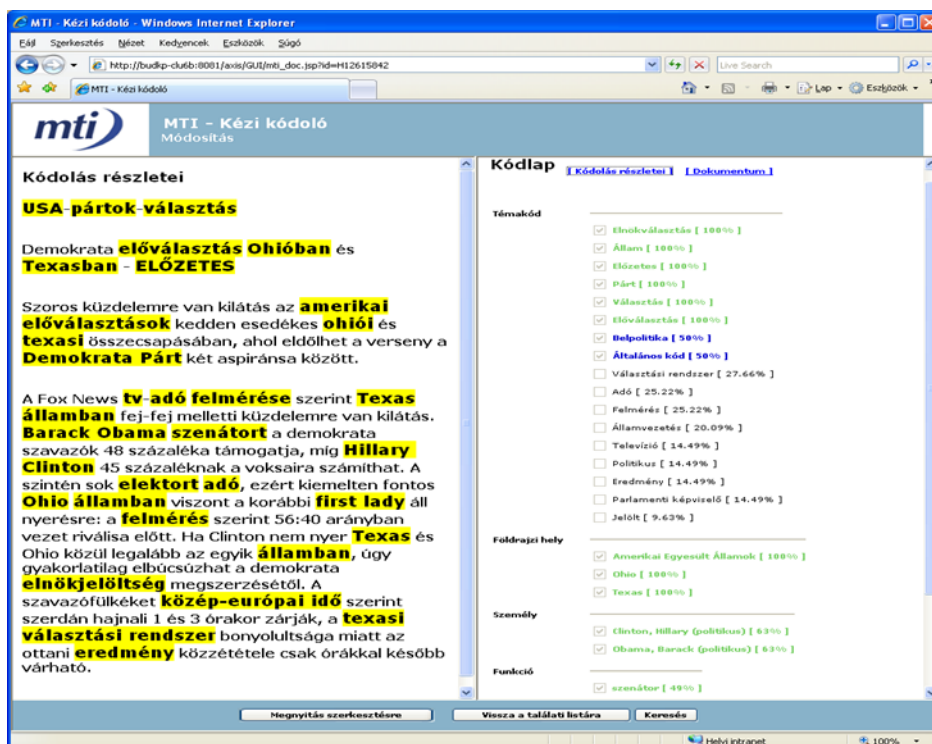 MTI - Kézi kódoló - Windows Internet Explorer
Fájl Szerkesztés Nézet Kedvencek Eszközök Súgó
http://budkp-clu6b:8081/axis/GUI/mti_doc.jsp?id=H12615842
Live Search
MTI - Kézi kódoló
Lap
Eszközök
mti
MTI - Kézi kódoló
Módosítás
Kódolás részletei
USA-pártok-választás
Demokrata előválasztás Ohióban és
Texasban - ELŐZETES
Szoros küzdelemre van kilátás az amerikai
előválasztások kedden esedékes ohiói és
texasi összecsapásában, ahol eldőlhet a verseny a
Demokrata Párt két aspiránsa között.
A Fox News tv-adó felmérése szerint Texas
államban fej-fej melletti küzdelemre van kilátás.
Barack Obama szenátort a demokrata
szavazók 48 százaléka támogatja, míg Hillary
Clinton 45 százaléknak a voksaira számíthat. A
szintén sok elektort adó, ezért kiemelten fontos
Ohio államban viszont a korábbi first lady áll
nyerésre: a felmérés szerint 56:40 arányban
vezet riválisa előtt. Ha Clinton nem nyer Texas és
Ohio közül legalább az egyik államban, úgy
gyakorlatilag elbúcsúzhat a demokrata
elnökjelöltség megszerzésétől. A
szavazófülkéket közép-európai idő szerint
szerdán hajnali 1 és 3 órakor zárják, a texasi
választási rendszer bonyolultsága miatt az
ottani eredmény közzététele csak órákkal később
várható.
Kódlap [ Kódolás részletei ] [ Dokumentum ]
Témakód
Elnökválasztás [ 100% ]
Állam [ 100% ]
Előzetes [ 100% ]
Párt [ 100% ]
Választás [ 100% ]
Előválasztás [ 100% ]
Belpolitika [ 50% ]
Általános kód [ 50% ]
Választási rendszer [ 27.66% ]
Adó [ 25.22% ]
Felmérés [ 25.22% ]
Államvezetés [ 20.09% ]
Televízió [ 14.49% ]
Politikus [ 14.49% ]
Eredmény [ 14.49% ]
Parlamenti képviselő [ 14.49% ]
Jelölt [ 9.63% ]
Földrajzi hely
Amerikai Egyesült Államok [ 100% ]
Ohio [ 100% ]
Texas [ 100% ]
Személy
Clinton, Hillary (politikus) [ 63% ]
Obama, Barack (politikus) [ 63% ]
Funkció
szenátor [ 49% ]
Megnyitás szerkesztésre Vissza a találati listára Keresés
Helyi intranet 100%